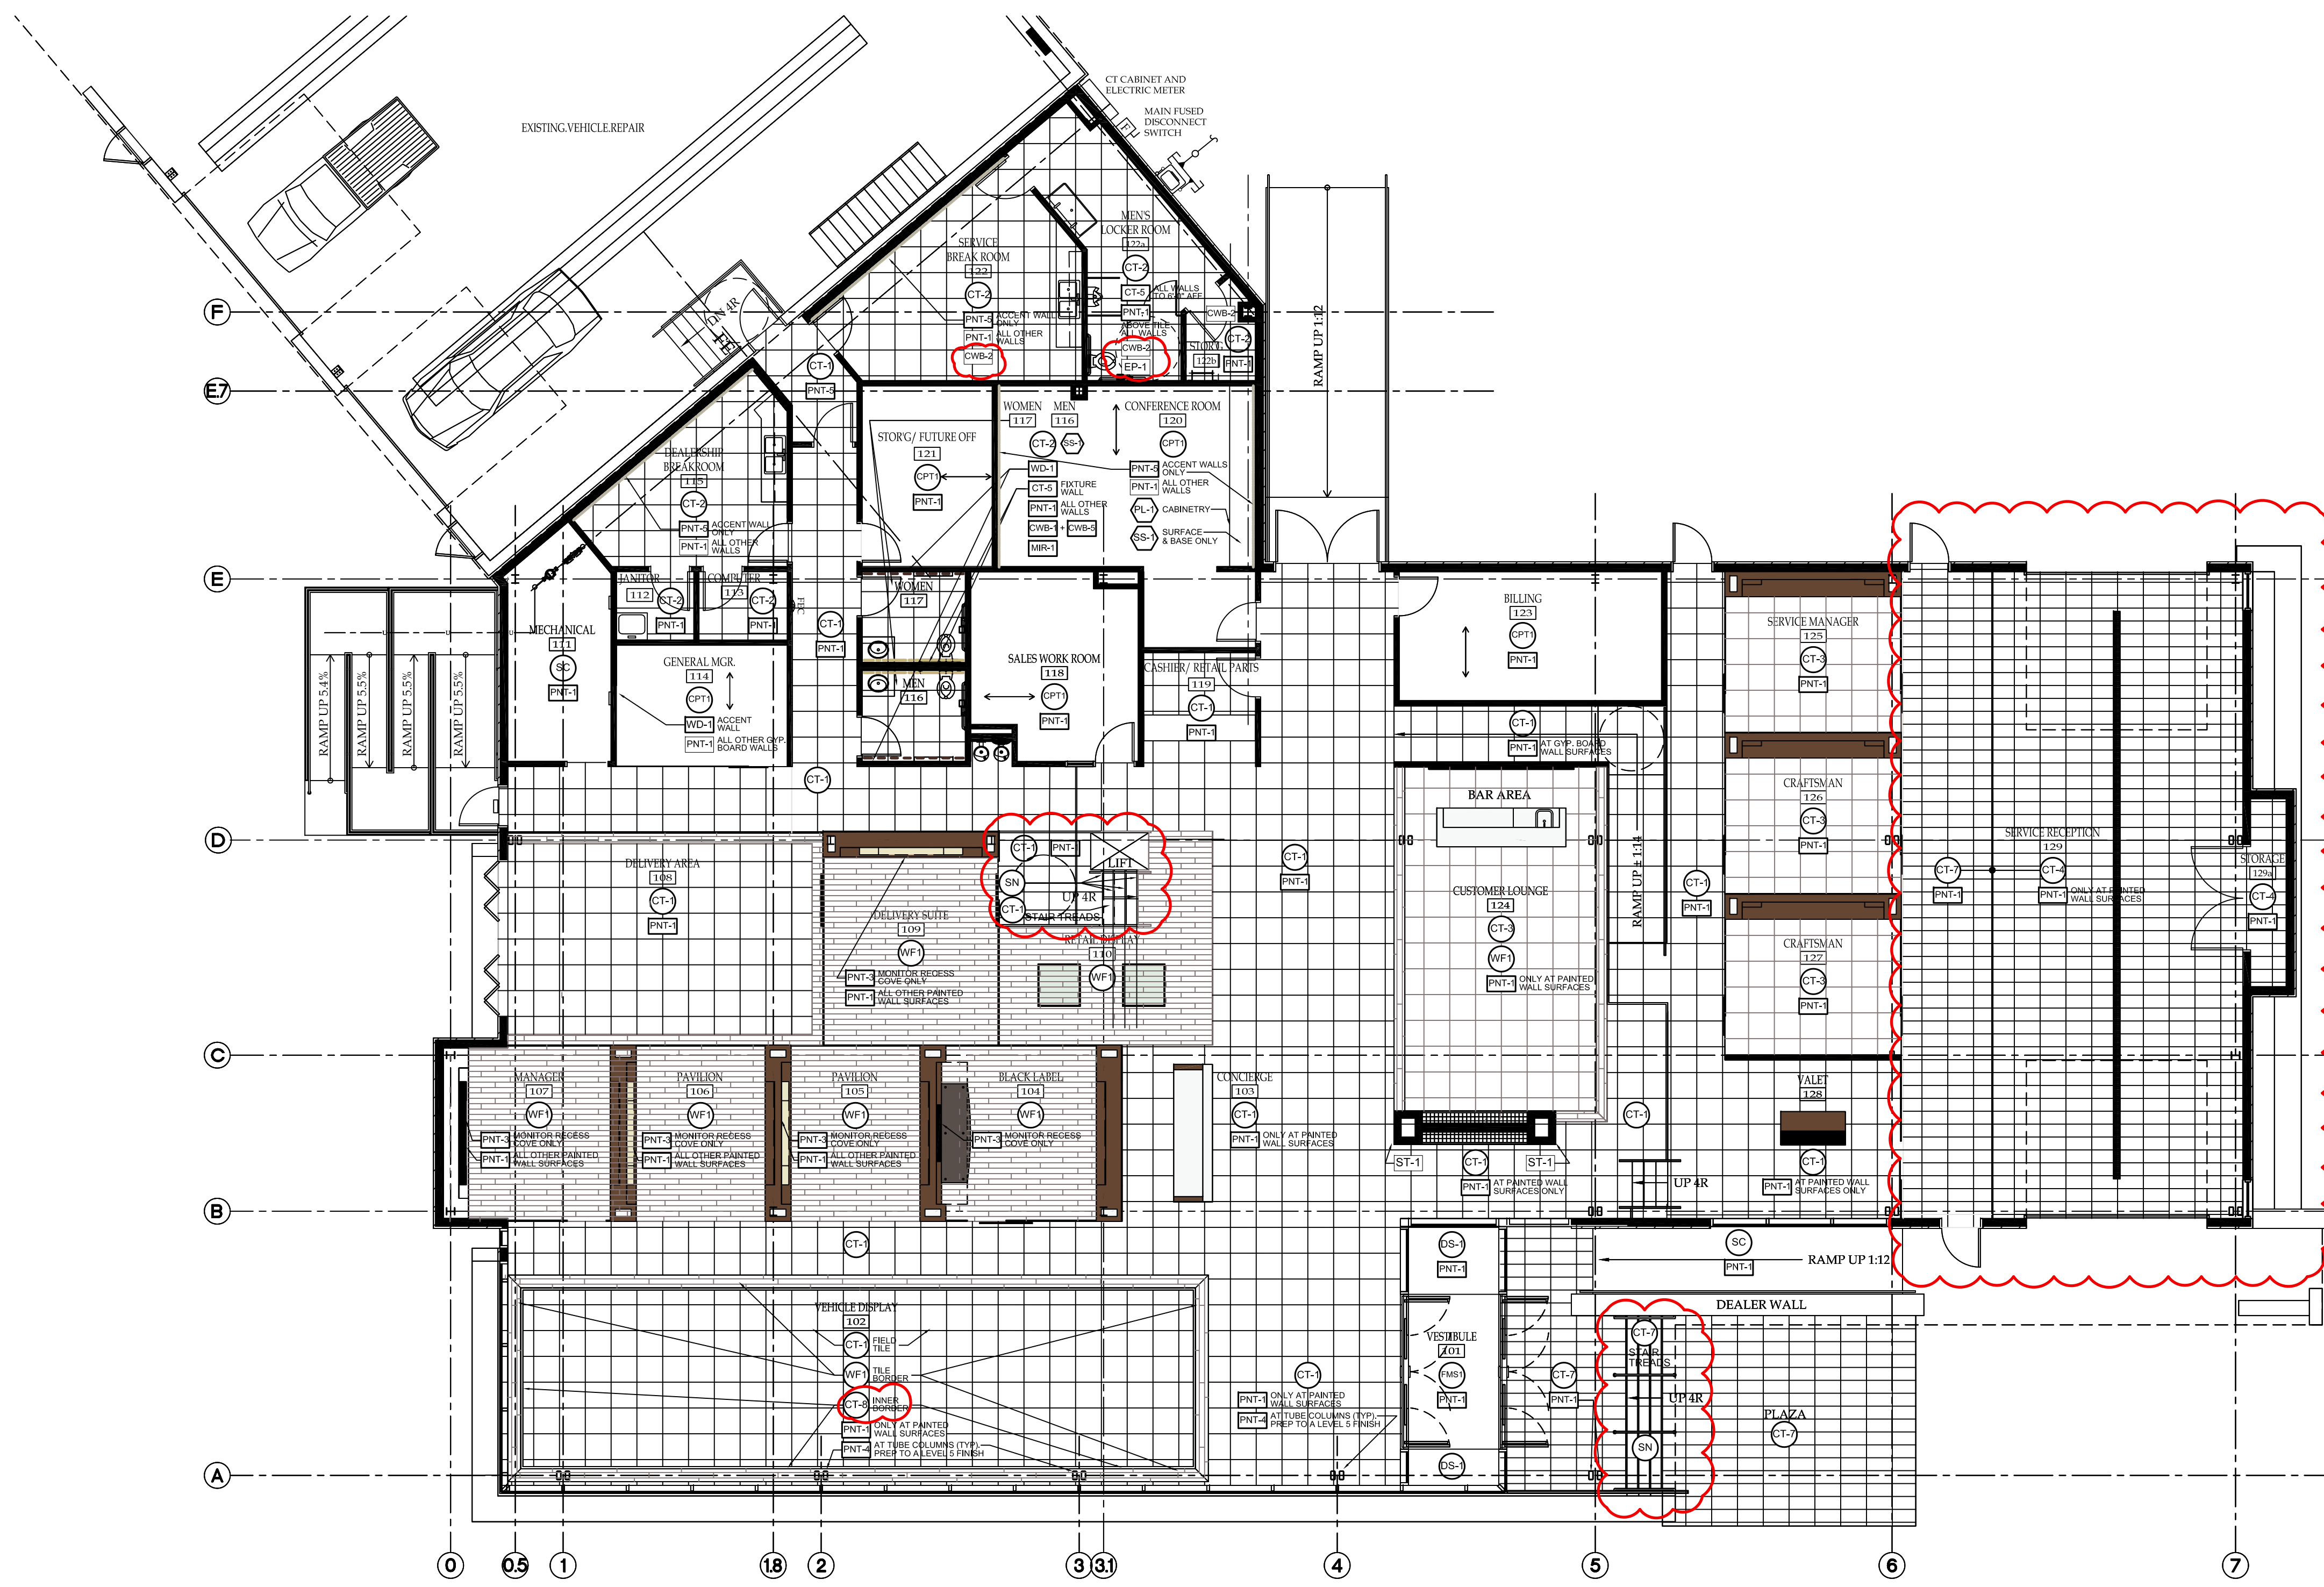 CT CABINET AND
ELECTRIC METER
MAIN FUSED
DISCONNECT
SWITCH
F
EXISTING.VEHICLE.REPAIR
DN 4R
MEN'S
LOCKER ROOM
122a
CT-2
CT-5 ALL WALLS
TO 6'-0" AFF
PNT-1
ABOVE TILE
ALL WALLS
CWB-2
EP-1
SERVICE
BREAK ROOM
122
CT-2
PNT-5 ACCENT WALL
ONLY
PNT-1 ALL OTHER
WALLS
CWB-2
CWB-2
CT-2
STOR'G
122b
PNT-1
RAMP UP 1:12
F
E.7
E
D
C
B
A
CT-1
PNT-5
STOR'G/ FUTURE OFF
121
CPT1
PNT-1
WOMEN MEN
117 116
CT-2 SS-1
WD-1
CT-5 FIXTURE
WALL
PNT-1 ALL OTHER
WALLS
CWB-1 + CWB-5
MIR-1
CONFERENCE ROOM
120
CPT1
PNT-5 ACCENT WALLS
ONLY
PNT-1 ALL OTHER
WALLS
PL-1 CABINETRY
SS-1 SURFACE
& BASE ONLY
DEALERSHIP
BREAKROOM
115
CT-2
PNT-5 ACCENT WALL
ONLY
PNT-1 ALL OTHER
WALLS
JANITOR
112
CT-2
PNT-1
COMPUTER
113
CT-2
PNT-1
FEC
MECHANICAL
111
SC
PNT-1
GENERAL MGR.
114
CPT1
WD-1 ACCENT
WALL
PNT-1 ALL OTHER GYP.
BOARD WALLS
CT-1
PNT-1
CT-1
WOMEN
117
MEN
116
SALES WORK ROOM
118
CPT1
PNT-1
CASHIER/ RETAIL PARTS
119
CT-1
PNT-1
RAMP UP 5.4%
RAMP UP 5.5%
RAMP UP 5.5%
RAMP UP 5.5%
BILLING
123
CPT1
PNT-1
CT-1
PNT-1 AT GYP. BOARD
WALL SURFACES
SERVICE MANAGER
125
CT-3
PNT-1
CRAFTSMAN
126
CT-3
PNT-1
CRAFTSMAN
127
CT-3
PNT-1
BAR AREA
CUSTOMER LOUNGE
124
CT-3
WF1
PNT-1 ONLY AT PAINTED
WALL SURFACES
RAMP UP ± 1:14
CT-1
PNT-1
SERVICE RECEPTION
129
CT-7
PNT-1
CT-4
PNT-1 ONLY AT PAINTED
WALL SURFACES
STORAGE
129a
CT-4
PNT-1
DELIVERY AREA
108
CT-1
PNT-1
DELIVERY SUITE
109
WF1
PNT-3 MONITOR RECESS
COVE ONLY
PNT-1 ALL OTHER PAINTED
WALL SURFACES
CT-1 PNT-1
LIFT
SN
UP 4R
CT-1 STAIR TREADS
RETAIL DISPLAY
110
WF1
CT-1
PNT-1
MANAGER
107
WF1
PNT-3 MONITOR RECESS
COVE ONLY
PNT-1 ALL OTHER PAINTED
WALL SURFACES
PAVILION
106
WF1
PNT-3 MONITOR RECESS
COVE ONLY
PNT-1 ALL OTHER PAINTED
WALL SURFACES
PAVILION
105
WF1
PNT-3 MONITOR RECESS
COVE ONLY
PNT-1 ALL OTHER PAINTED
WALL SURFACES
BLACK LABEL
104
WF1
PNT-3 MONITOR RECESS
COVE ONLY
CONCIERGE
103
CT-1
PNT-1 ONLY AT PAINTED
WALL SURFACES
ST-1
ST-1
CT-1
PNT-1 AT PAINTED WALL
SURFACES ONLY
CT-1
UP 4R
VALET
128
CT-1
PNT-1 AT PAINTED WALL
SURFACES ONLY
CT-1
VEHICLE DISPLAY
102
CT-1 FIELD
TILE
WF1 TILE
BORDER
CT-8 INNER
BORDER
PNT-1 ONLY AT PAINTED
WALL SURFACES
PNT-4 AT TUBE COLUMNS (TYP).
PREP TO A LEVEL 5 FINISH
CT-1
PNT-1 ONLY AT PAINTED
WALL SURFACES
PNT-4 AT TUBE COLUMNS (TYP).
PREP TO A LEVEL 5 FINISH
DS-1
PNT-1
VESTIBULE
101
FMS1
PNT-1
DS-1
CT-7
PNT-1
SC
PNT-1
RAMP UP 1:12
DEALER WALL
CT-7
STAIR
TREADS
UP 4R
SN
PLAZA
CT-7
0 0.5 1 1.8 2 3 3.1 4 5 6 7